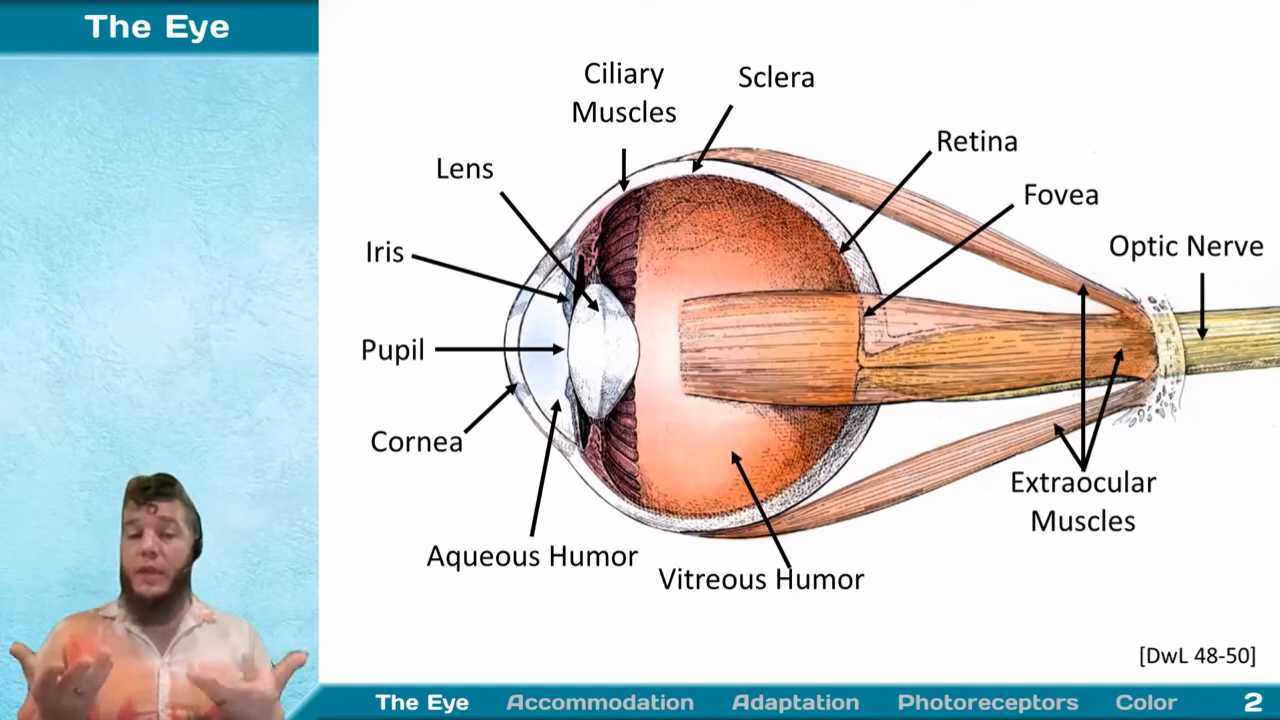 The Eye
Ciliary
Muscles
Sclera
Retina
Lens
Fovea
Iris
Optic Nerve
Pupil
Cornea
Extraocular
Muscles
Aqueous Humor
Vitreous Humor
[DwL 48-50]
The Eye Accommodation Adaptation Photoreceptors Color 2